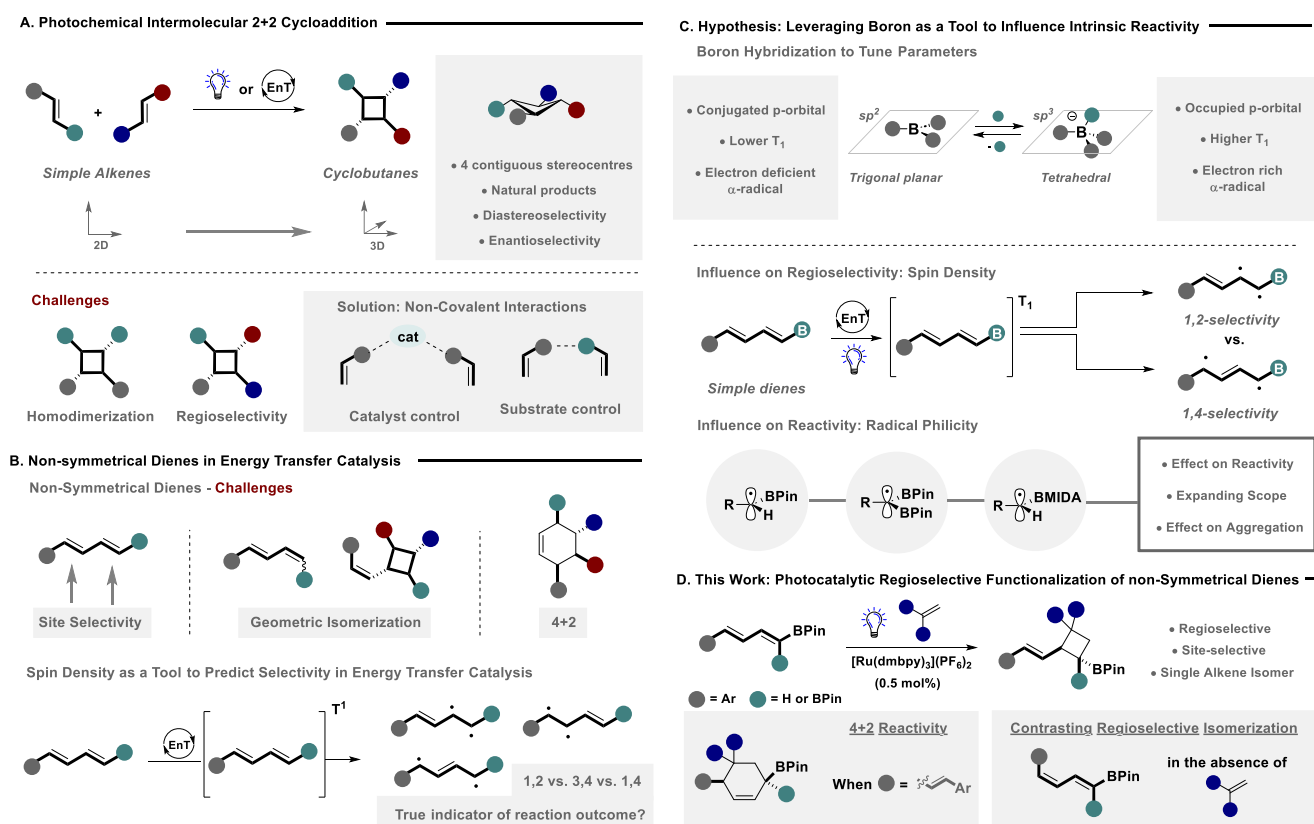 A. Photochemical Intermolecular 2+2 Cycloaddition
+
or
EnT
Simple Alkenes
Cyclobutanes
2D
3D
• 4 contiguous stereocentres
• Natural products
• Diastereoselectivity
• Enantioselectivity
Challenges
Homodimerization
Regioselectivity
Solution: Non-Covalent Interactions
cat
Catalyst control
Substrate control
B. Non-symmetrical Dienes in Energy Transfer Catalysis
Non-Symmetrical Dienes - Challenges
Site Selectivity
Geometric Isomerization
4+2
Spin Density as a Tool to Predict Selectivity in Energy Transfer Catalysis
EnT
T¹
1,2 vs. 3,4 vs. 1,4
True indicator of reaction outcome?
C. Hypothesis: Leveraging Boron as a Tool to Influence Intrinsic Reactivity
Boron Hybridization to Tune Parameters
• Conjugated p-orbital
• Lower T₁
• Electron deficient
α-radical
sp²
B
Trigonal planar
-
sp³
⊖
B
Tetrahedral
• Occupied p-orbital
• Higher T₁
• Electron rich
α-radical
Influence on Regioselectivity: Spin Density
B
EnT
B
T₁
Simple dienes
B
1,2-selectivity
vs.
B
1,4-selectivity
Influence on Reactivity: Radical Philicity
R
BPin
H
R
BPin
BPin
R
BMIDA
H
• Effect on Reactivity
• Expanding Scope
• Effect on Aggregation
D. This Work: Photocatalytic Regioselective Functionalization of non-Symmetrical Dienes
BPin
[Ru(dmbpy)₃](PF₆)₂
(0.5 mol%)
BPin
• Regioselective
• Site-selective
• Single Alkene Isomer
= Ar
= H or BPin
4+2 Reactivity
BPin
When
=
Ar
Contrasting Regioselective Isomerization
BPin
in the absence of